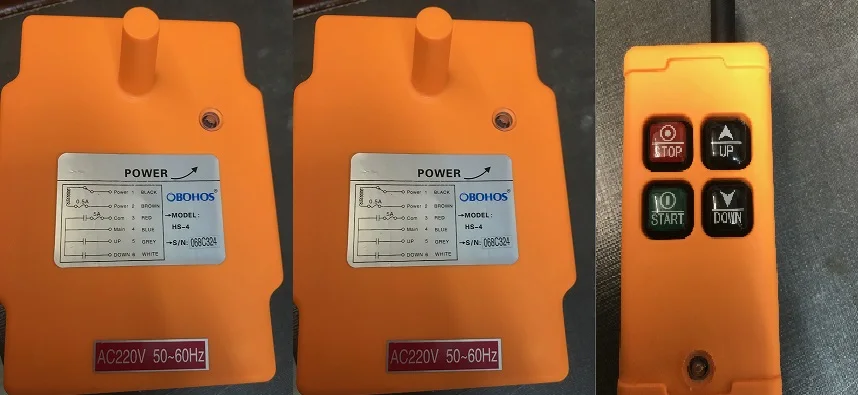 POWER
OBOHOS®
0.5A
Power 1 BLACK
Power 2 BROWN
5A
Com 3 RED
Main 4 BLUE
UP 5 GREY
DOWN 6 WHITE
→MODEL:
HS-4
→S/N: 068C324
AC220V 50~60Hz
POWER
OBOHOS®
0.5A
Power 1 BLACK
Power 2 BROWN
5A
Com 3 RED
Main 4 BLUE
UP 5 GREY
DOWN 6 WHITE
→MODEL:
HS-4
→S/N: 068C324
AC220V 50~60Hz
STOP
UP
START
DOWN